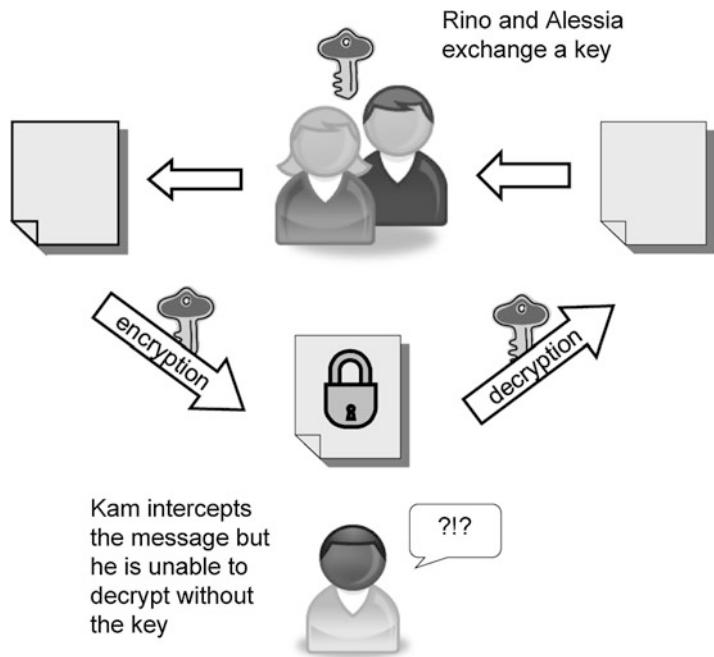 Rino and Alessia
exchange a key
encryption
decryption
Kam intercepts
the message but
he is unable to
decrypt without
the key
?!?